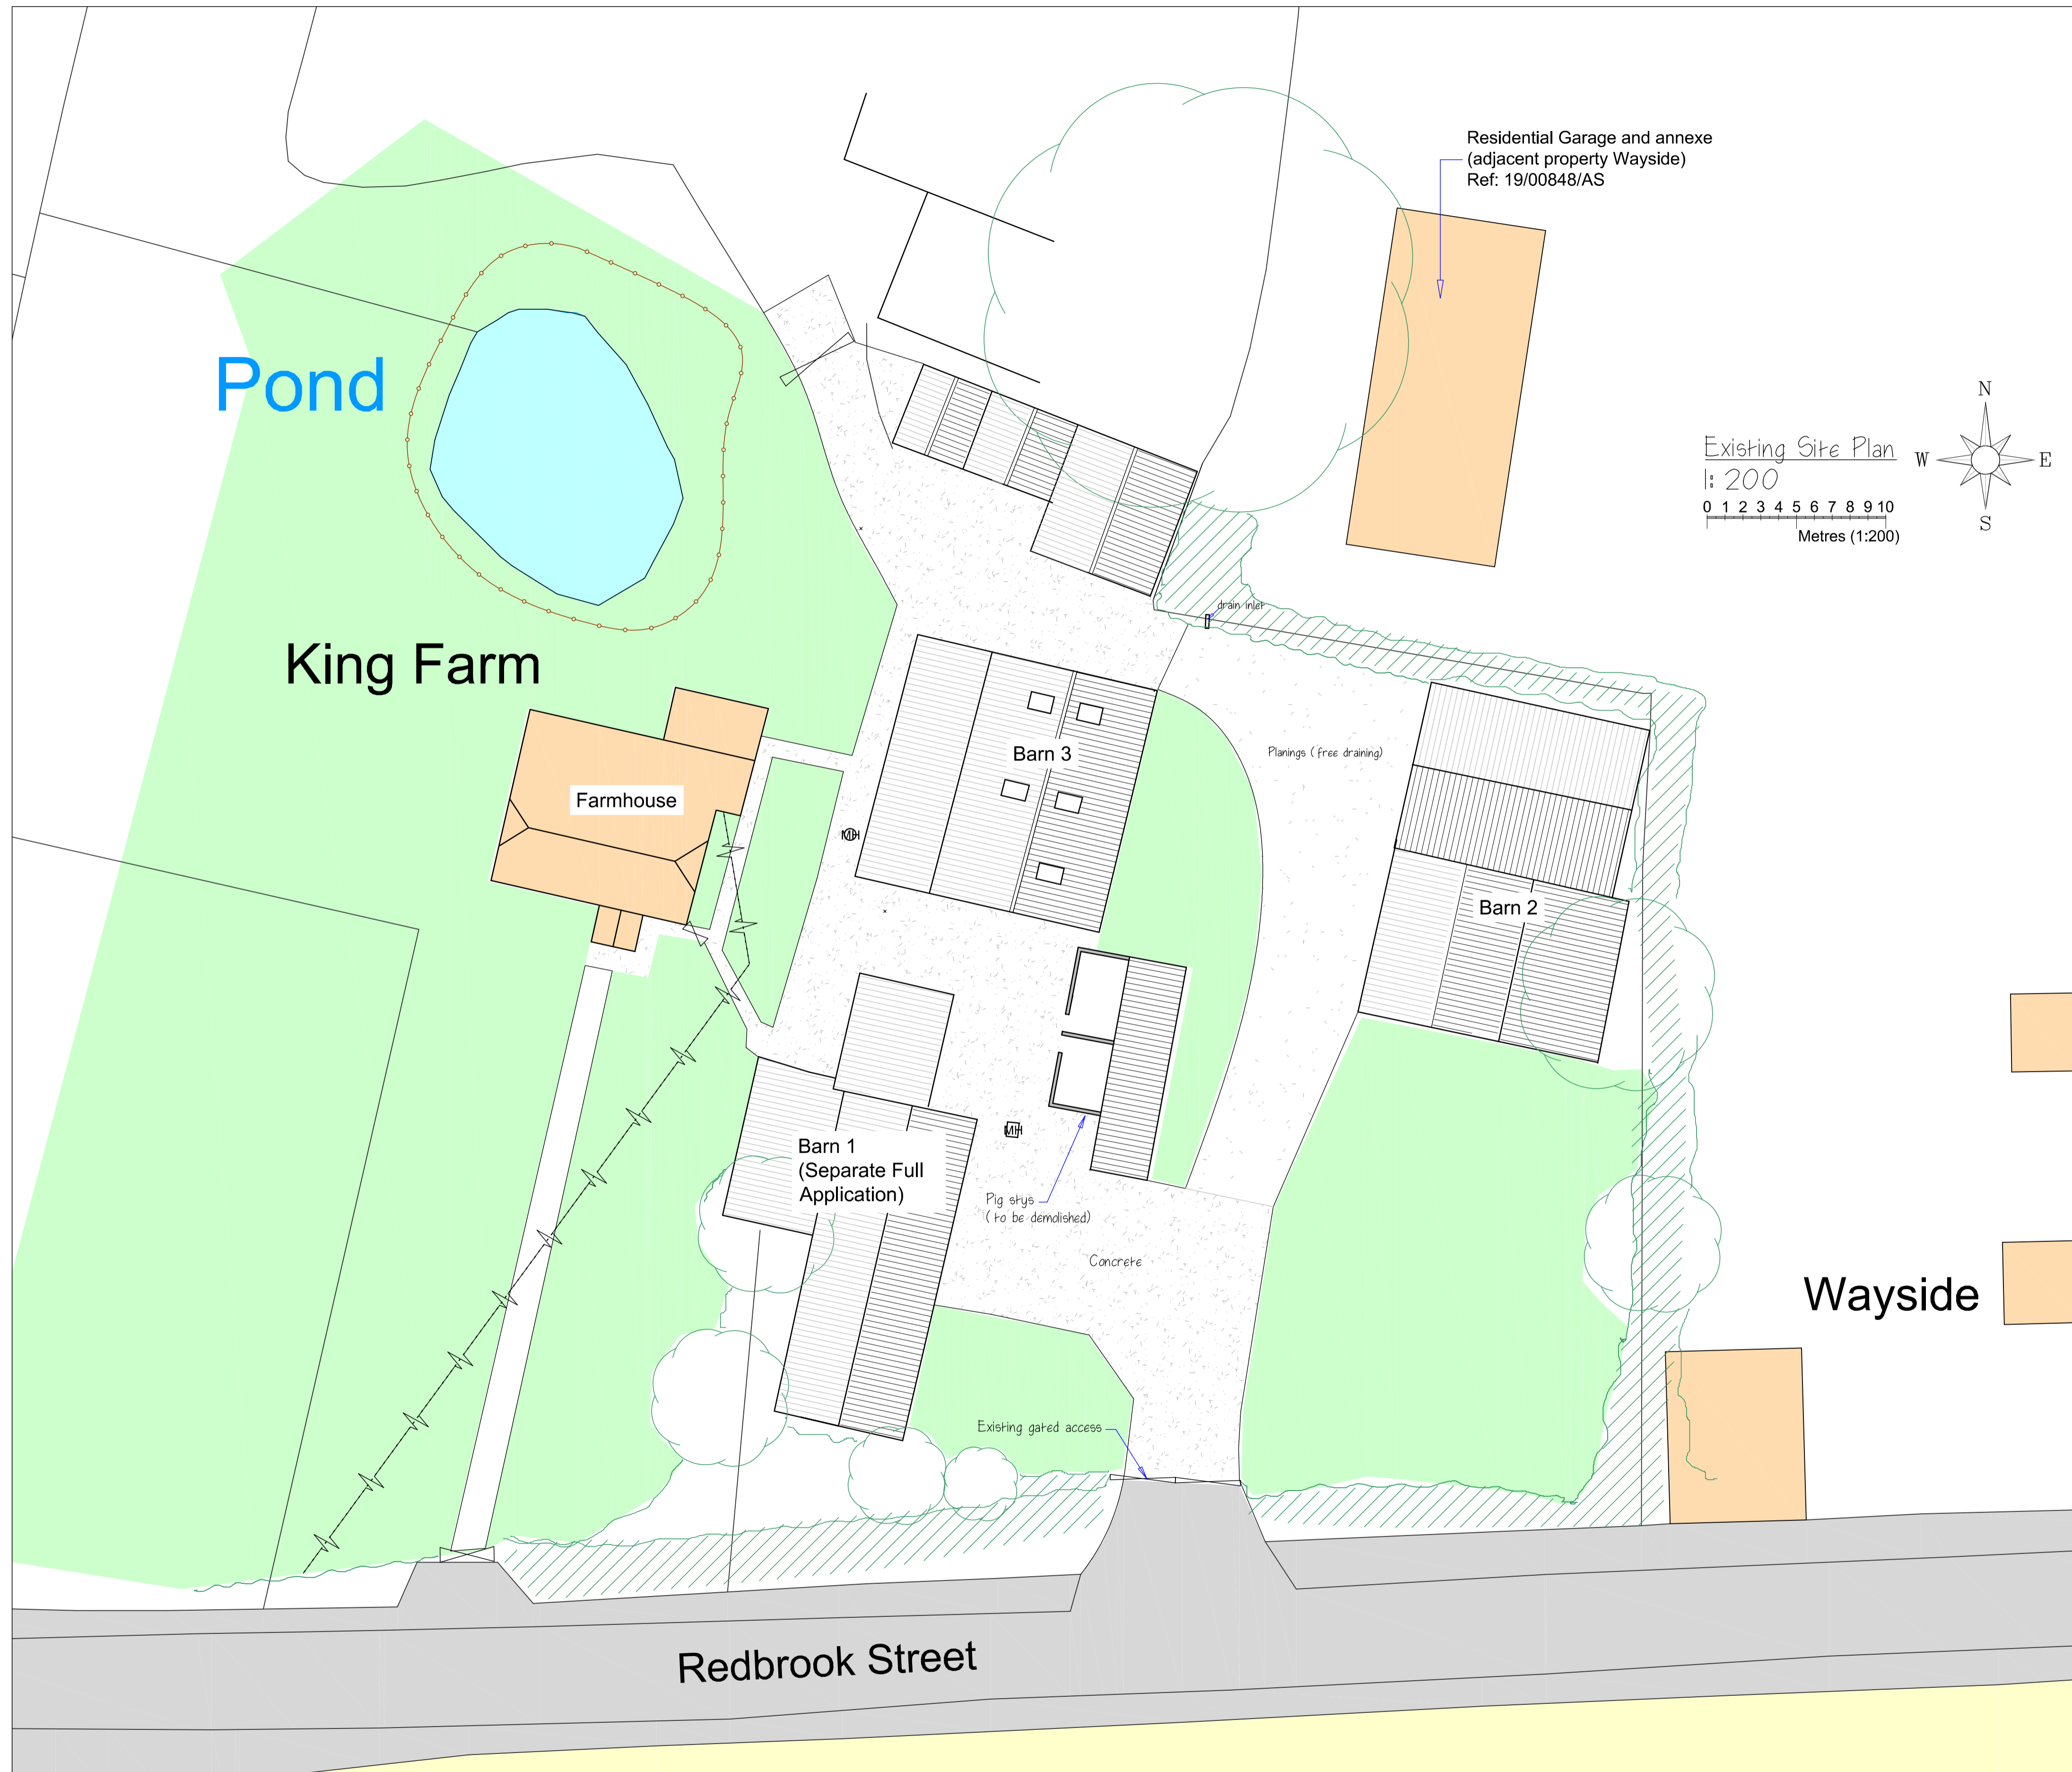 Residential Garage and annexe
(adjacent property Wayside)
Ref: 19/00848/AS
Pond
N
W
E
S
Existing Site Plan
1: 200
0 1 2 3 4 5 6 7 8 9 10
Metres (1:200)
drain inlet
King Farm
Barn 3
Planings (free draining)
Farmhouse
MH
Barn 2
MH
Barn 1
(Separate Full
Application)
Pig stys
(to be demolished)
Concrete
Wayside
Existing gated access
Redbrook Street